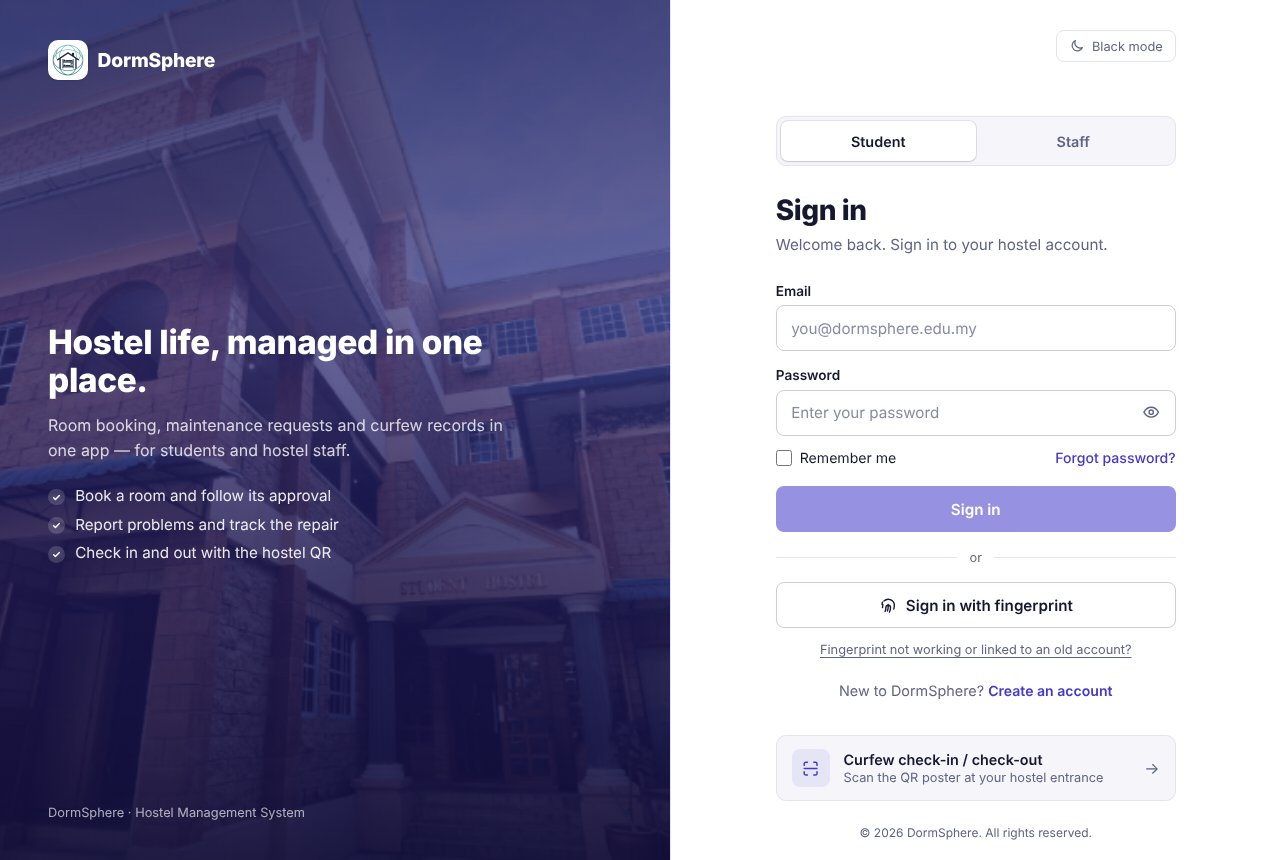 DormSphere
Hostel life, managed in one
place.
Room booking, maintenance requests and curfew records in
one app — for students and hostel staff.
Book a room and follow its approval
Report problems and track the repair
Check in and out with the hostel QR
STUDENT HOSTEL
DormSphere · Hostel Management System
Black mode
Student
Staff
Sign in
Welcome back. Sign in to your hostel account.
Email
you@dormsphere.edu.my
Password
Enter your password
Remember me
Forgot password?
Sign in
or
Sign in with fingerprint
Fingerprint not working or linked to an old account?
New to DormSphere? Create an account
Curfew check-in / check-out
Scan the QR poster at your hostel entrance
© 2026 DormSphere. All rights reserved.